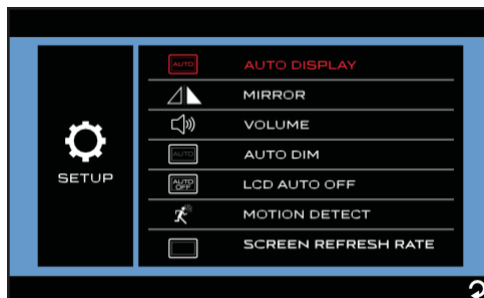 AUTO AUTO DISPLAY
MIRROR
VOLUME
AUTO AUTO DIM
SETUP
AUTO OFF LCD AUTO OFF
MOTION DETECT
SCREEN REFRESH RATE